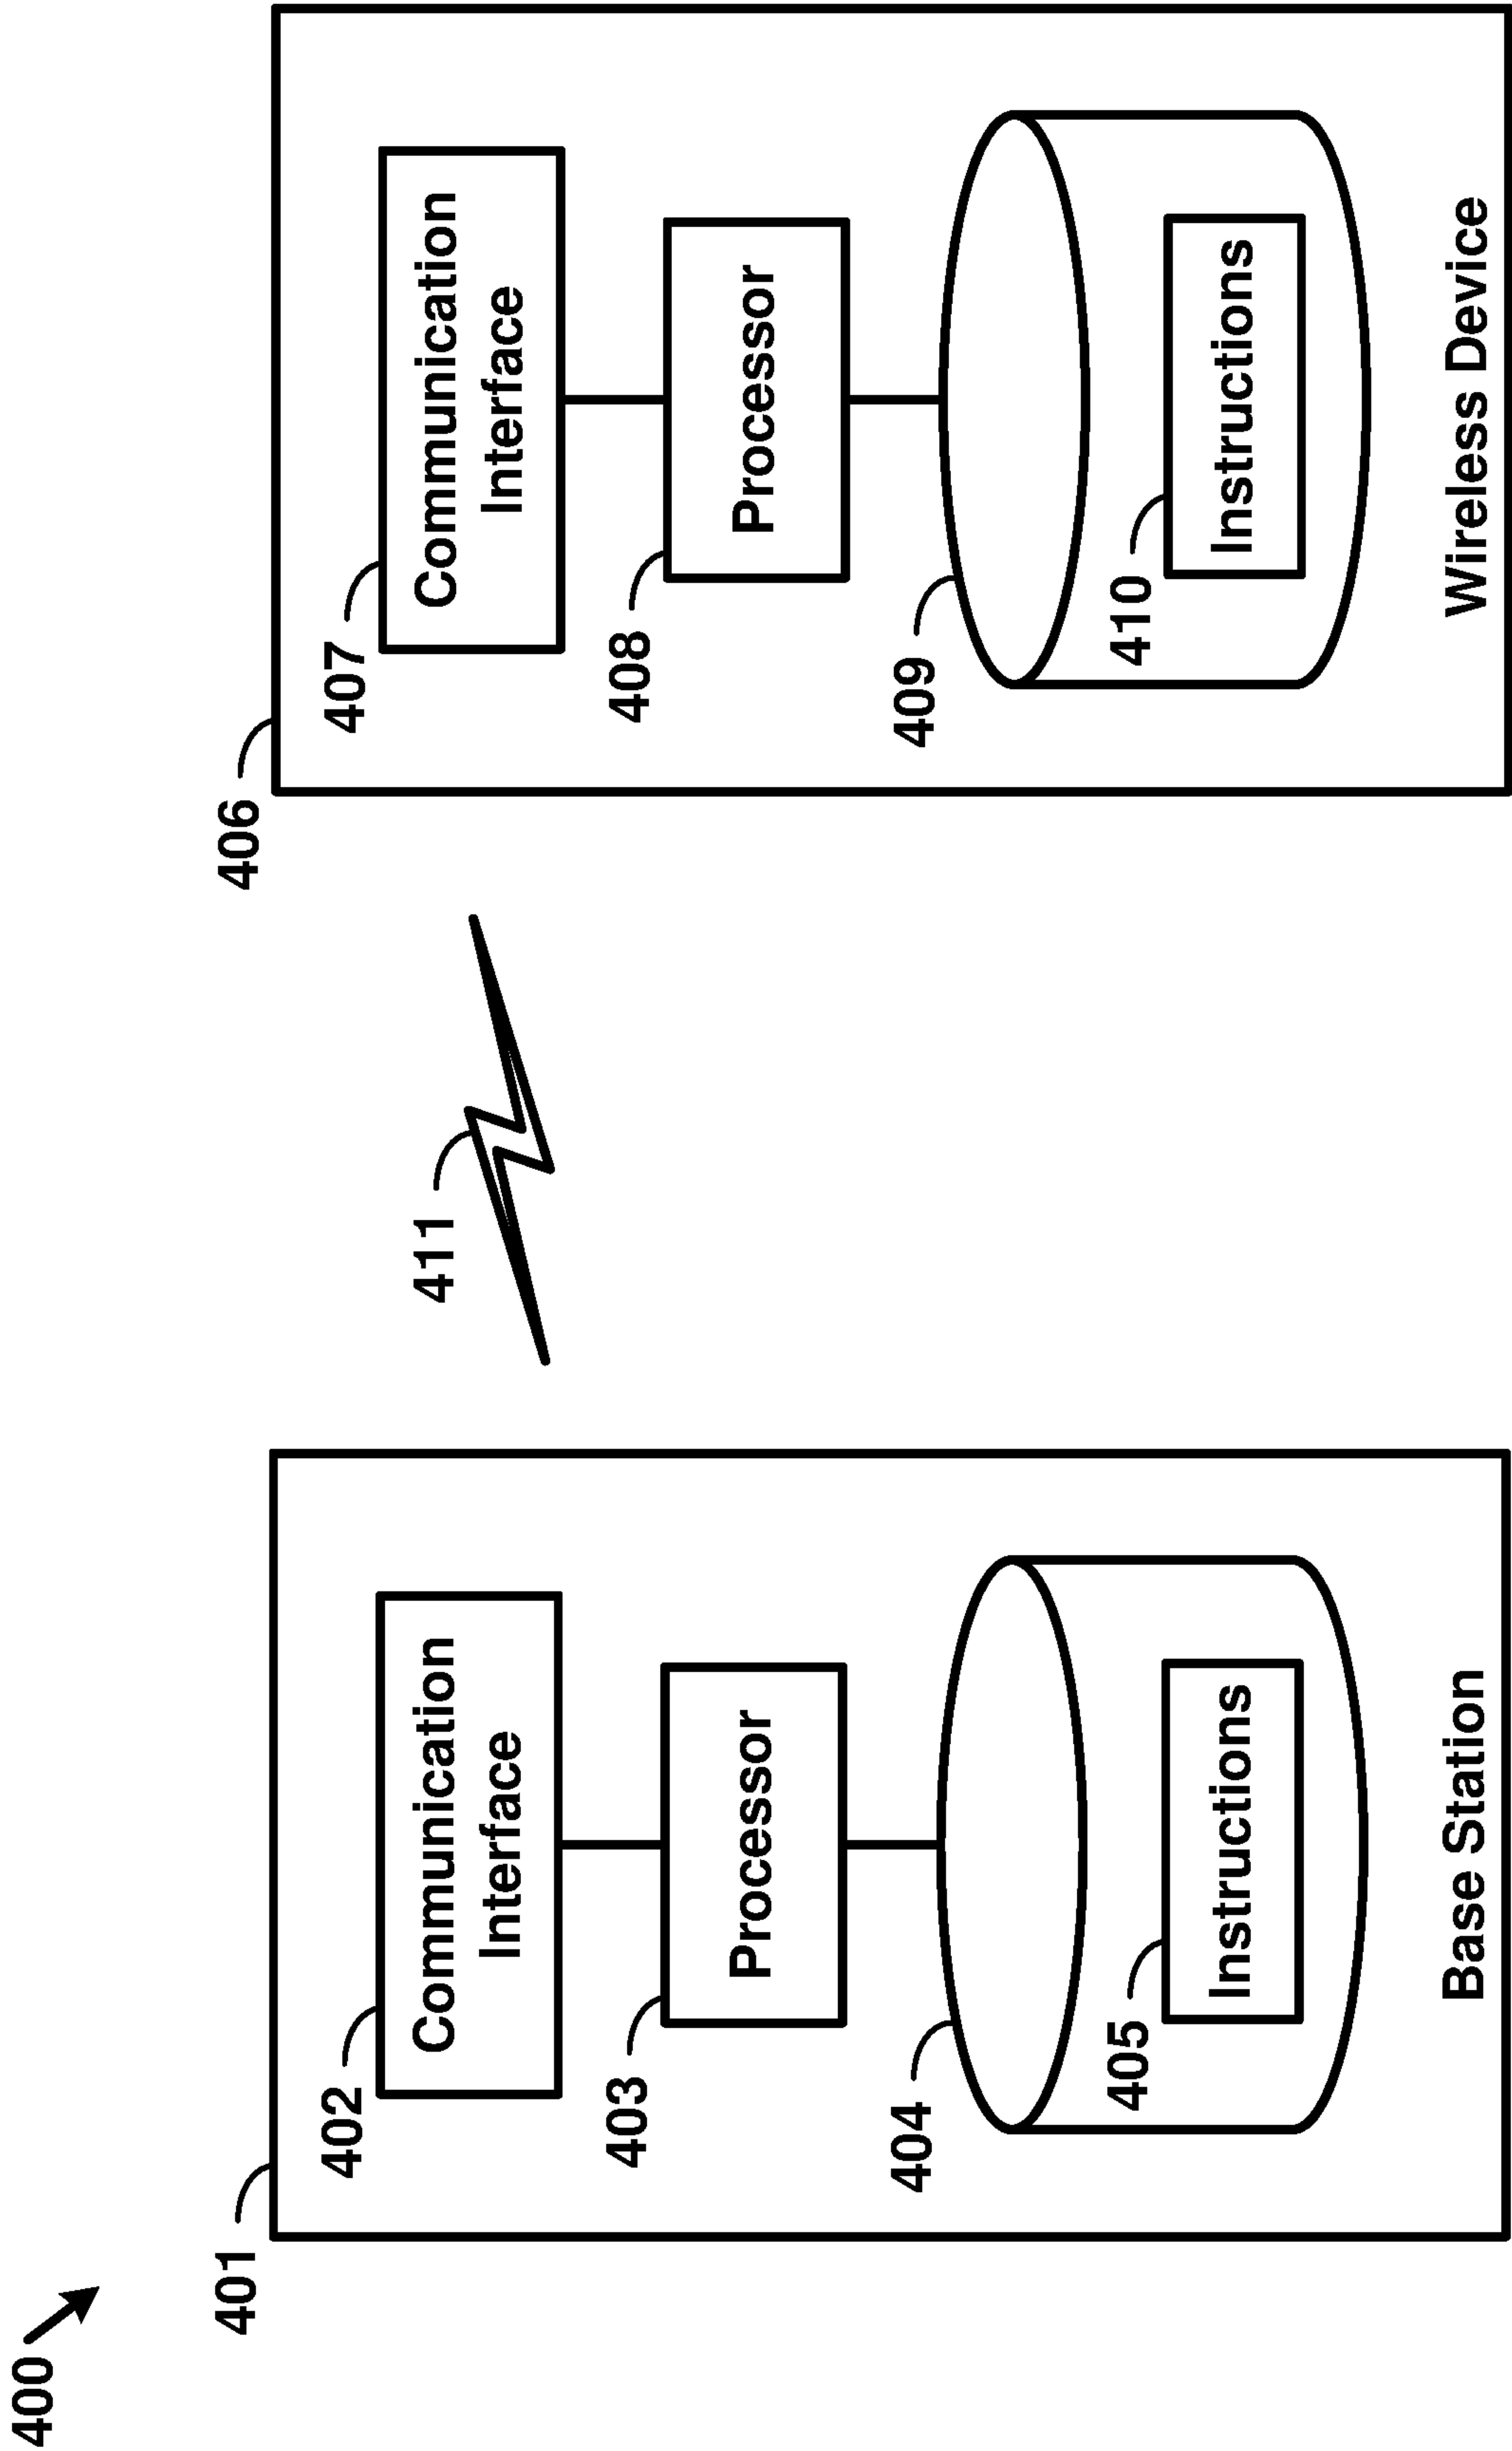 400
401
402
Communication
Interface
403
Processor
404
405
Instructions
Base Station
411
406
407
Communication
Interface
408
Processor
409
410
Instructions
Wireless Device